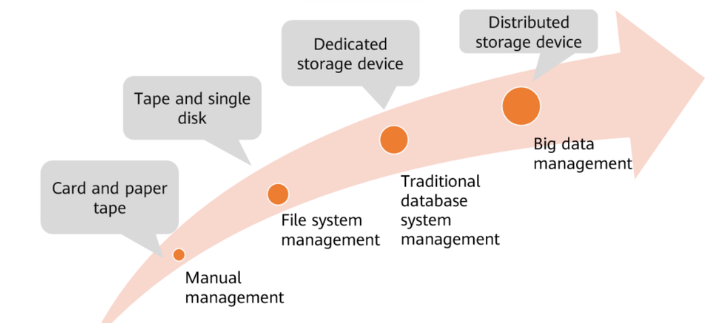 Distributed
storage device
Dedicated
storage device
Tape and single
disk
Card and paper
tape
Big data
management
Traditional
database
system
management
File system
management
Manual
management